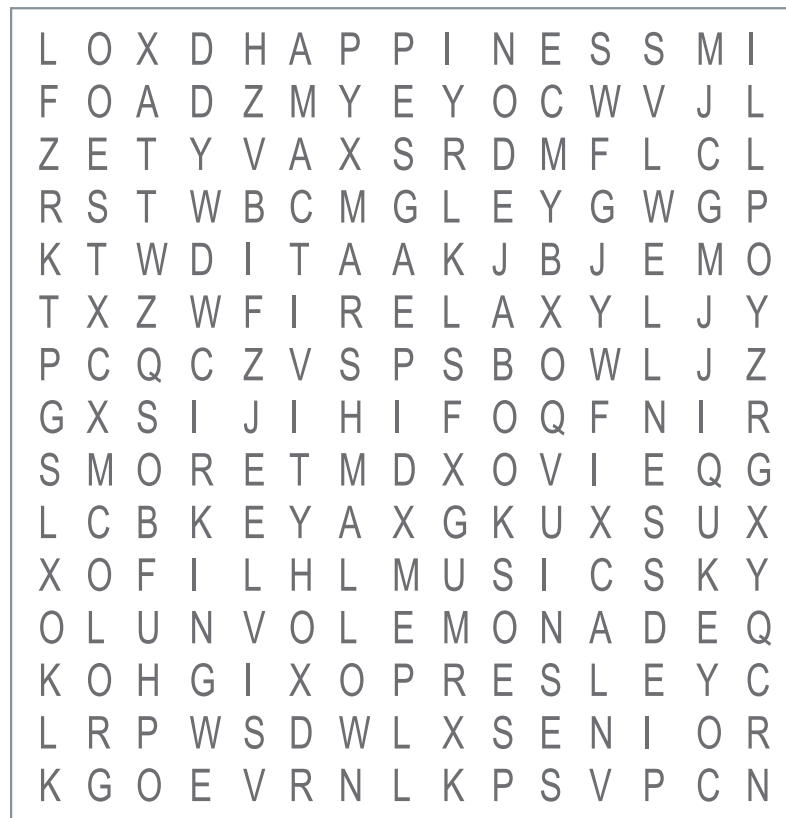 L O X D H A P P I N E S S M I
F O A D Z M Y E Y O C W V J L
Z E T Y V A X S R D M F L C L
R S T W B C M G L E Y G W G P
K T W D I T A A K J B J E M O
T X Z W F I R E L A X Y L J Y
P C Q C Z V S P S B O W L J Z
G X S I J I H I F O Q F N I R
S M O R E T M D X O V I E Q G
L C B K E Y A X G K U X S U X
X O F I L H L M U S I C S K Y
O L U N V O L E M O N A D E Q
K O H G I X O P R E S L E Y C
L R P W S D W L X S E N I O R
K G O E V R N L K P S V P C N